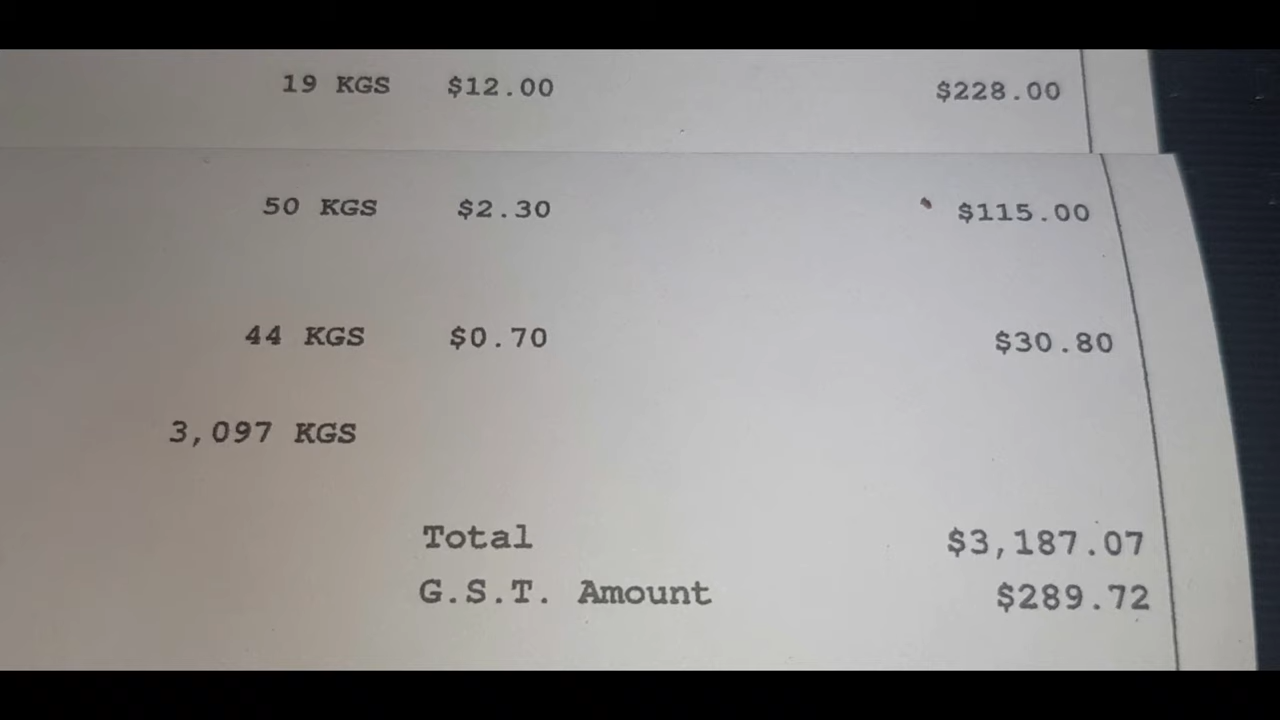 19 KGS $12.00 $228.00
50 KGS $2.30 $115.00
44 KGS $0.70 $30.80
3,097 KGS
Total $3,187.07
G.S.T. Amount $289.72